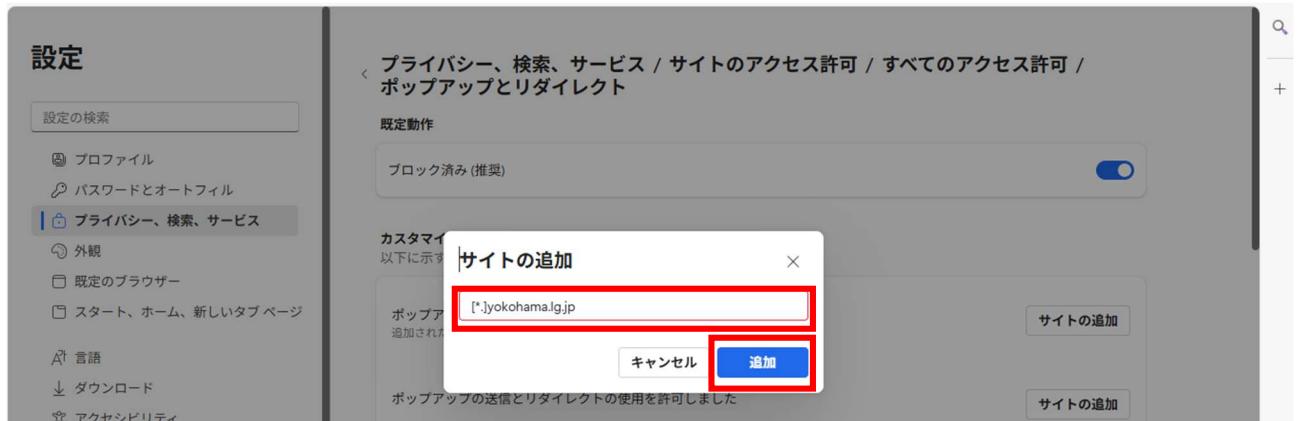 設定
設定の検索
プロファイル
パスワードとオートフィル
プライバシー、検索、サービス
外観
既定のブラウザー
スタート、ホーム、新しいタブ ページ
言語
ダウンロード
アクセシビリティ
プライバシー、検索、サービス / サイトのアクセス許可 / すべてのアクセス許可 /
ポップアップとリダイレクト
既定動作
ブロック済み (推奨)
カスタマイ
以下に示す
サイトの追加
[*.]yokohama.lg.jp
キャンセル
追加
ポップア
追加された
サイトの追加
ポップアップの送信とリダイレクトの使用を許可しました
サイトの追加